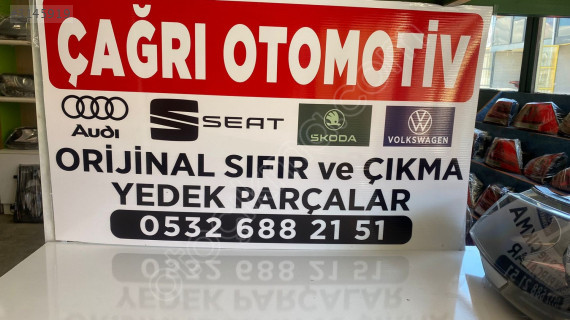 ÇAĞRI OTOMOTİV
Audi SEAT ŠKODA VOLKSWAGEN
ORİJİNAL SIFIR ve ÇIKMA
YEDEK PARÇALAR
0532 688 21 51